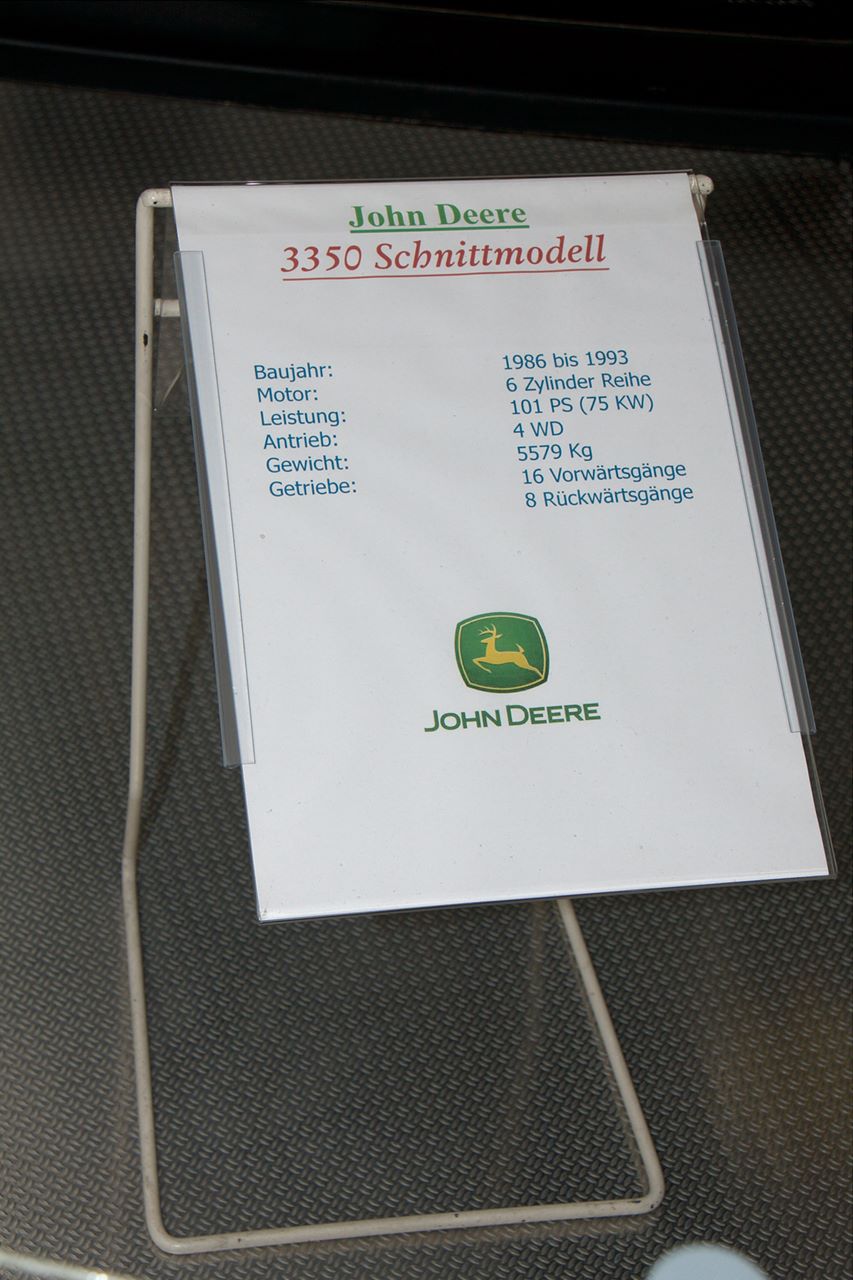 John Deere
3350 Schnittmodell
Baujahr: 1986 bis 1993
Motor: 6 Zylinder Reihe
Leistung: 101 PS (75 KW)
Antrieb: 4 WD
Gewicht: 5579 Kg
Getriebe: 16 Vorwärtsgänge
8 Rückwärtsgänge
JOHN DEERE